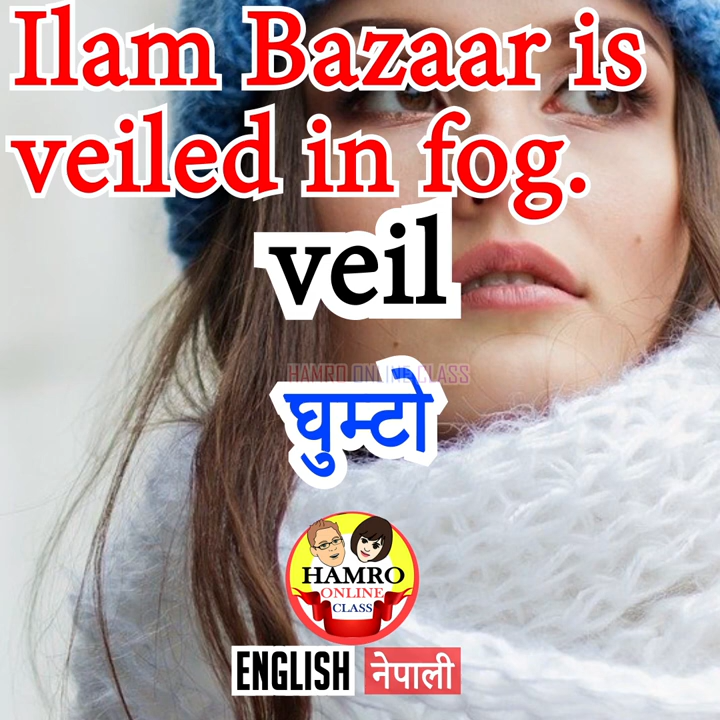 Ilam Bazaar is
veiled in fog.
veil
HAMRO ONLINE CLASS
घुम्टो
HAMRO
ONLINE
CLASS
ENGLISH नेपाली